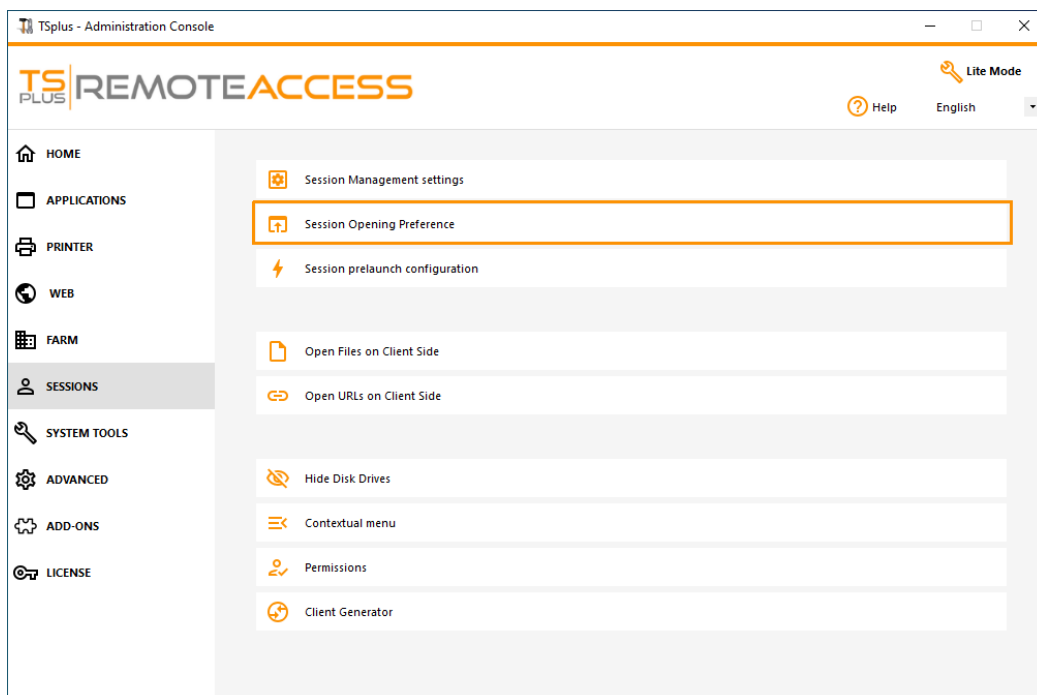 TSplus - Administration Console
TS PLUS REMOTEACCESS
Lite Mode
Help
English
HOME
APPLICATIONS
PRINTER
WEB
FARM
SESSIONS
SYSTEM TOOLS
ADVANCED
ADD-ONS
LICENSE
Session Management settings
Session Opening Preference
Session prelaunch configuration
Open Files on Client Side
Open URLs on Client Side
Hide Disk Drives
Contextual menu
Permissions
Client Generator